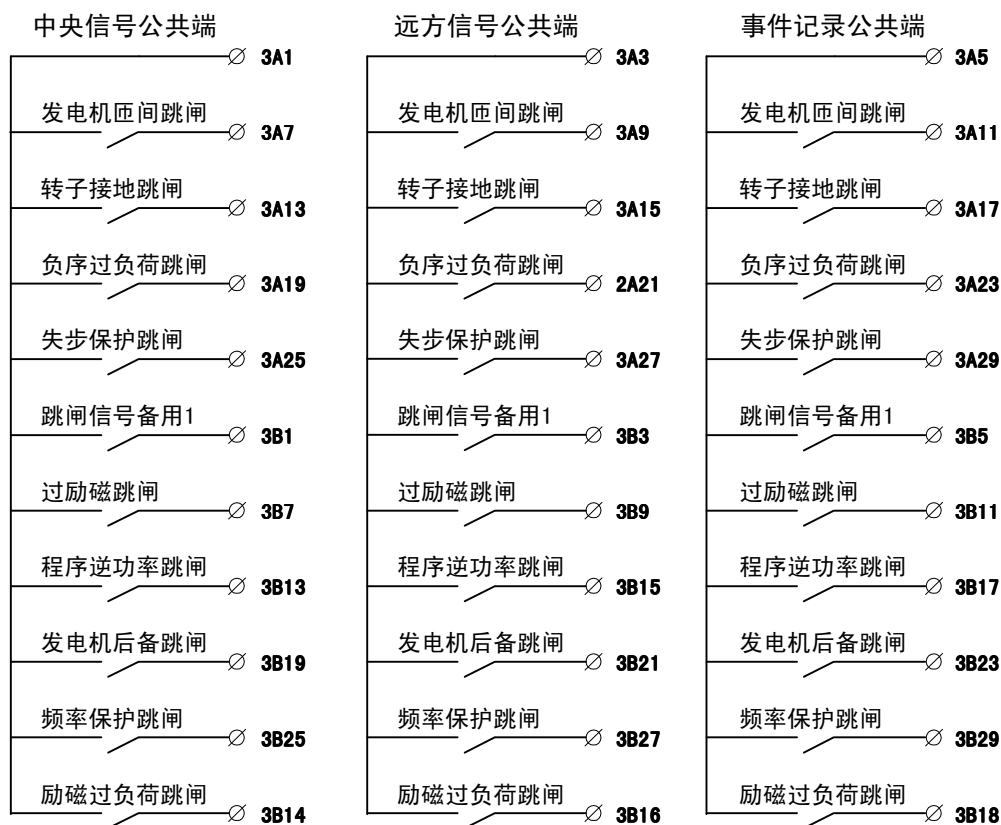 中央信号公共端 远方信号公共端 事件记录公共端
3A1 3A3 3A5
发电机匝间跳闸 发电机匝间跳闸 发电机匝间跳闸
3A7 3A9 3A11
转子接地跳闸 转子接地跳闸 转子接地跳闸
3A13 3A15 3A17
负序过负荷跳闸 负序过负荷跳闸 负序过负荷跳闸
3A19 2A21 3A23
失步保护跳闸 失步保护跳闸 失步保护跳闸
3A25 3A27 3A29
跳闸信号备用1 跳闸信号备用1 跳闸信号备用1
3B1 3B3 3B5
过励磁跳闸 过励磁跳闸 过励磁跳闸
3B7 3B9 3B11
程序逆功率跳闸 程序逆功率跳闸 程序逆功率跳闸
3B13 3B15 3B17
发电机后备跳闸 发电机后备跳闸 发电机后备跳闸
3B19 3B21 3B23
频率保护跳闸 频率保护跳闸 频率保护跳闸
3B25 3B27 3B29
励磁过负荷跳闸 励磁过负荷跳闸 励磁过负荷跳闸
3B14 3B16 3B18